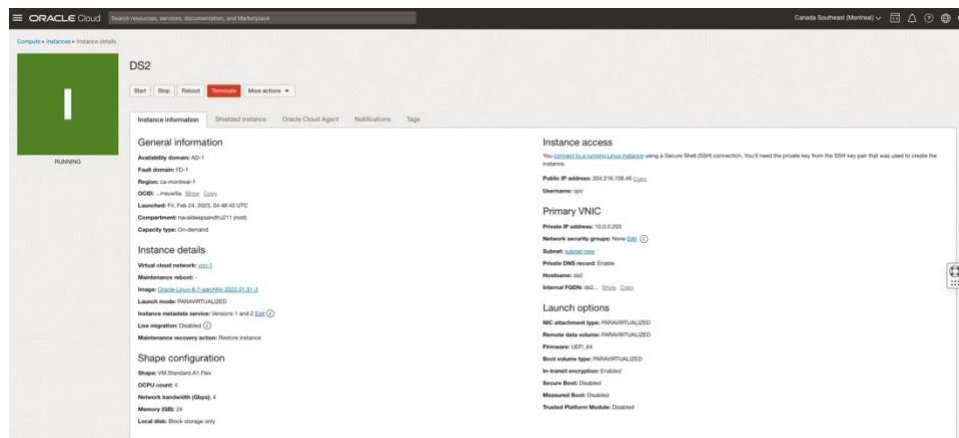 ORACLE Cloud
Search resources, services, documentation, and Marketplace
Canada Southeast (Montreal)
Compute » Instances » Instance details
DS2
Start Stop Reboot Terminate More actions
Instance information Shielded instance Oracle Cloud Agent Notifications Tags
I
RUNNING
General information
Availability domain: AD-1
Fault domain: FD-1
Region: ca-montreal-1
OCID: Show Copy
Launched: Fri, Feb 24, 2023, 04:48:43 UTC
Compartment: navaldeepsandhu211 (root)
Capacity type: On-demand
Instance details
Virtual cloud network: vcn-1
Maintenance reboot: -
Image: Oracle-Linux-8.7-aarch64-2023.01.31-3
Launch mode: PARAVIRTUALIZED
Instance metadata service: Versions 1 and 2 Edit
Live migration: Disabled
Maintenance recovery action: Restore instance
Shape configuration
Shape: VM.Standard.A1.Flex
OCPU count: 4
Network bandwidth (Gbps): 4
Memory (GB): 24
Local disk: Block storage only
Instance access
You connect to a running Linux instance using a Secure Shell (SSH) connection. You'll need the private key from the SSH key pair that was used to create the
instance.
Public IP address: 204.216.108.46 Copy
Username: opc
Primary VNIC
Private IP address: 10.0.0.203
Network security groups: None Edit
Subnet: subnet-new
Private DNS record: Enable
Hostname: ds2
Internal FQDN: ds2... Show Copy
Launch options
NIC attachment type: PARAVIRTUALIZED
Remote data volume: PARAVIRTUALIZED
Firmware: UEFI_64
Boot volume type: PARAVIRTUALIZED
In-transit encryption: Enabled
Secure Boot: Disabled
Measured Boot: Disabled
Trusted Platform Module: Disabled